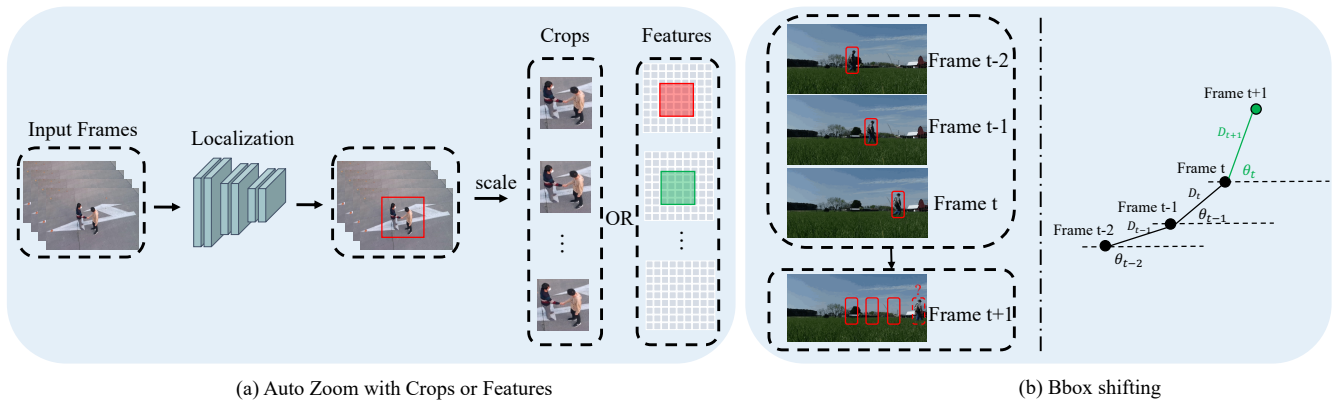 Crops
Features
Input Frames
Localization
scale
OR
⋮
⋮
⋮
(a) Auto Zoom with Crops or Features
Frame t-2
Frame t-1
Frame t
?
Frame t+1
Frame t+1
D_{t+1}
θ_t
Frame t
D_t
θ_{t-1}
Frame t-1
D_{t-1}
Frame t-2
θ_{t-2}
(b) Bbox shifting